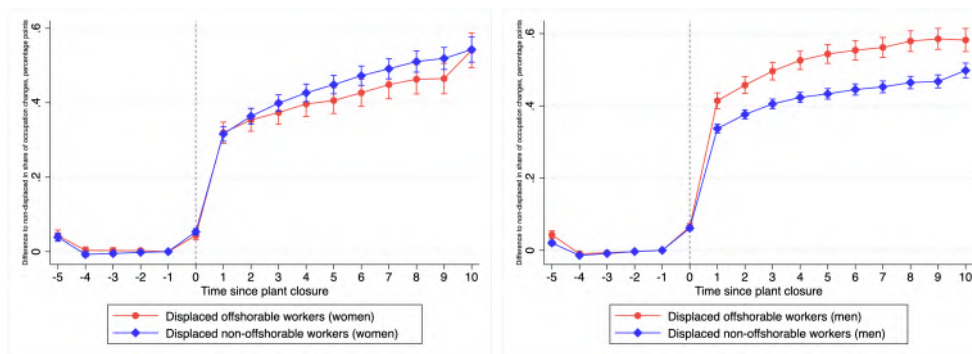 Difference to non-displaced in share of occupation changes, percentage points
.6
.4
.2
0
-5 -4 -3 -2 -1 0 1 2 3 4 5 6 7 8 9 10
Time since plant closure
Displaced offshorable workers (women)
Displaced non-offshorable workers (women)
Difference to non-displaced in share of occupation changes, percentage points
.6
.4
.2
0
-5 -4 -3 -2 -1 0 1 2 3 4 5 6 7 8 9 10
Time since plant closure
Displaced offshorable workers (men)
Displaced non-offshorable workers (men)